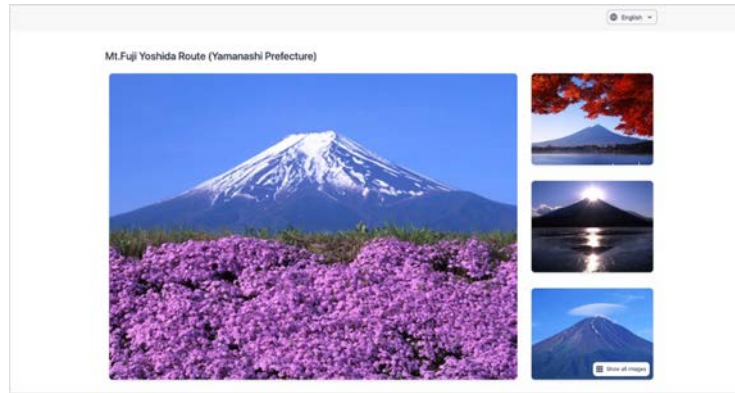 English
Mt.Fuji Yoshida Route (Yamanashi Prefecture)
Show all images